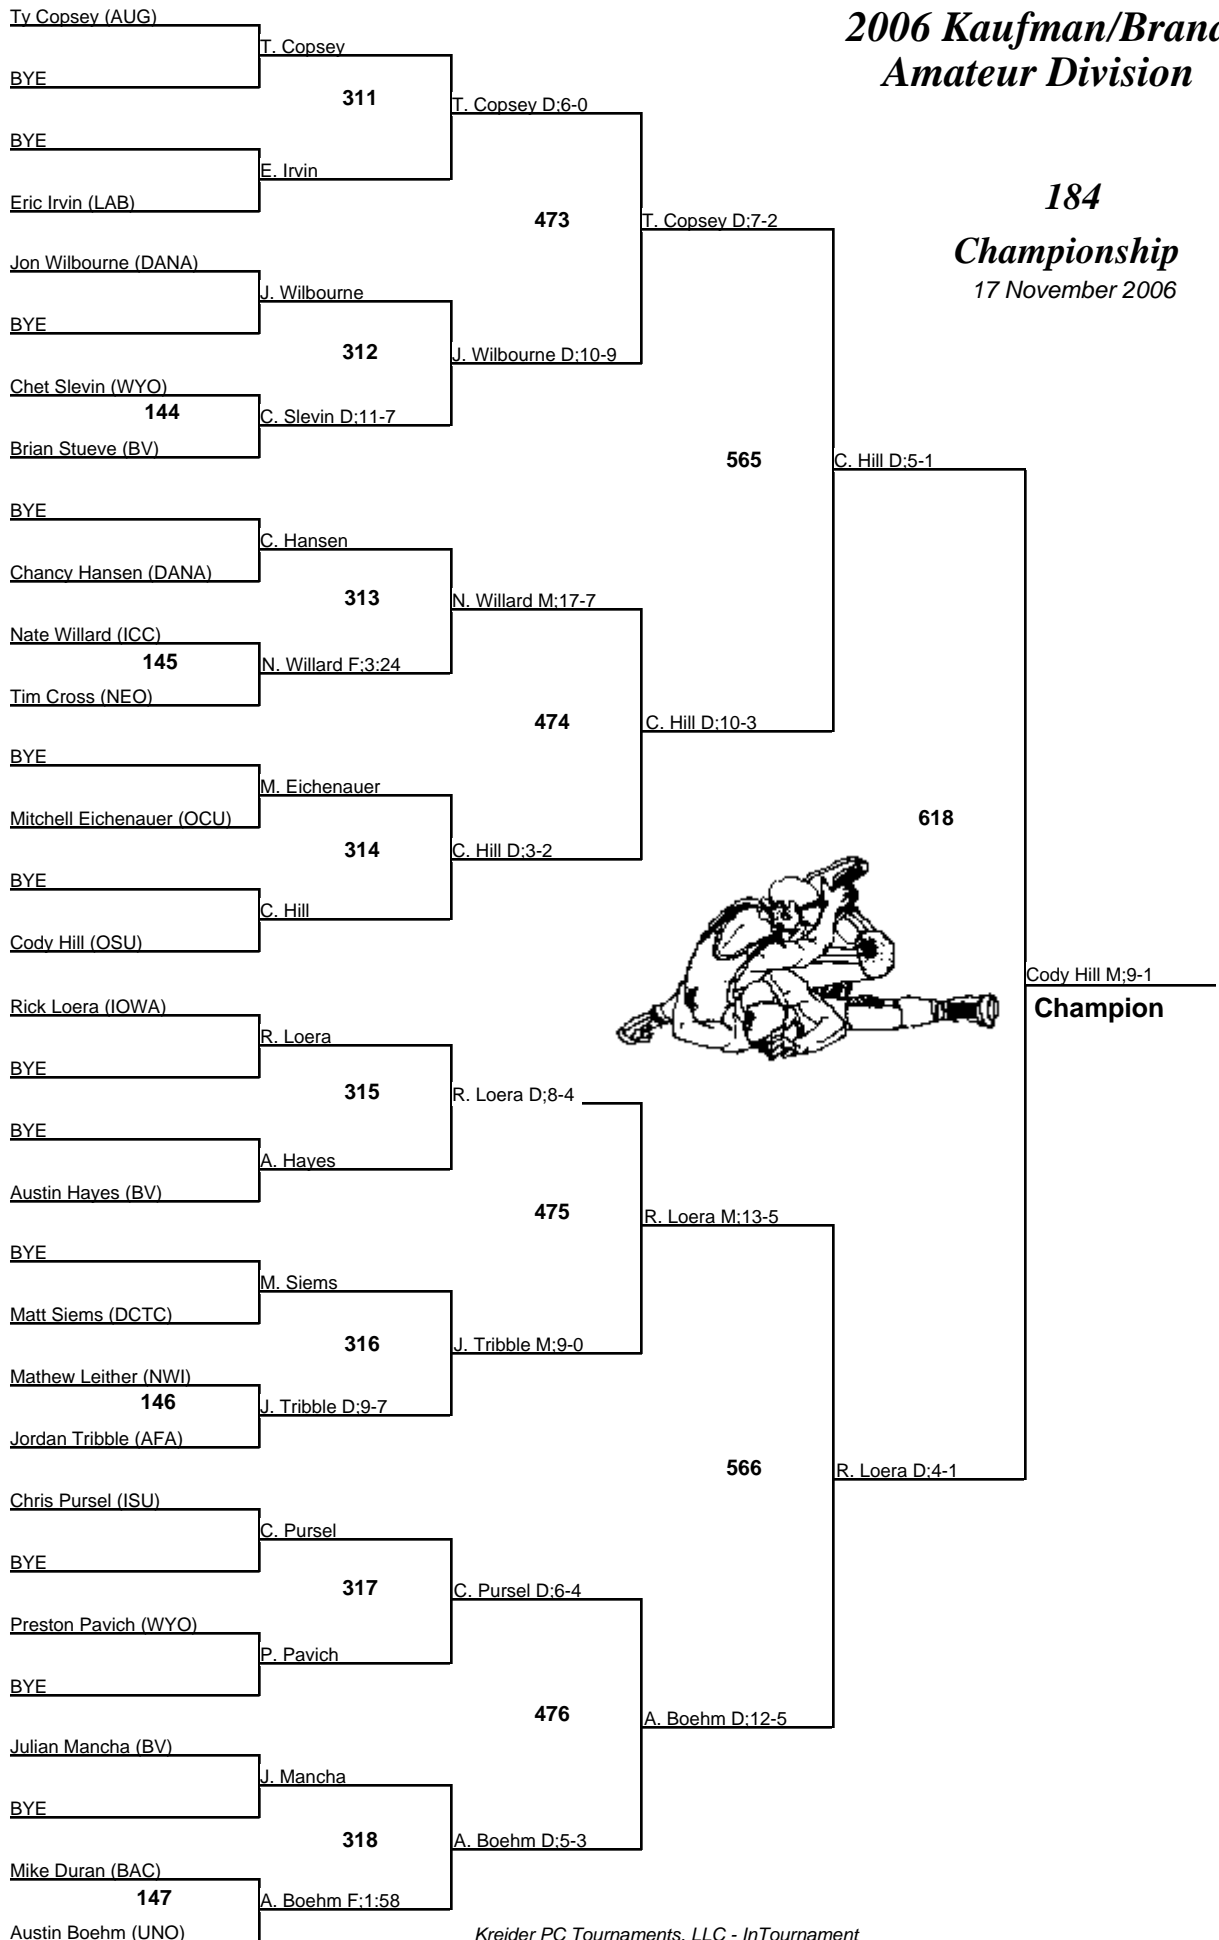 2006 Kaufman/Brand
Amateur Division
184
Championship
17 November 2006
Ty Copsey (AUG)
T. Copsey
BYE
311
T. Copsey D;6-0
BYE
E. Irvin
Eric Irvin (LAB)
473
T. Copsey D;7-2
Jon Wilbourne (DANA)
J. Wilbourne
BYE
312
J. Wilbourne D;10-9
Chet Slevin (WYO)
144
C. Slevin D;11-7
Brian Stueve (BV)
565
C. Hill D;5-1
BYE
C. Hansen
Chancy Hansen (DANA)
313
N. Willard M;17-7
Nate Willard (ICC)
145
N. Willard F;3:24
Tim Cross (NEO)
474
C. Hill D;10-3
BYE
M. Eichenauer
Mitchell Eichenauer (OCU)
618
314
C. Hill D;3-2
BYE
C. Hill
Cody Hill (OSU)
Cody Hill M;9-1
Champion
Rick Loera (IOWA)
R. Loera
BYE
315
R. Loera D;8-4
BYE
A. Hayes
Austin Hayes (BV)
475
R. Loera M;13-5
BYE
M. Siems
Matt Siems (DCTC)
316
J. Tribble M;9-0
Mathew Leither (NWI)
146
J. Tribble D;9-7
Jordan Tribble (AFA)
566
R. Loera D;4-1
Chris Pursel (ISU)
C. Pursel
BYE
317
C. Pursel D;6-4
Preston Pavich (WYO)
P. Pavich
BYE
476
A. Boehm D;12-5
Julian Mancha (BV)
J. Mancha
BYE
318
A. Boehm D;5-3
Mike Duran (BAC)
147
A. Boehm F;1:58
Austin Boehm (UNO)
Kreider PC Tournaments, LLC - InTournament